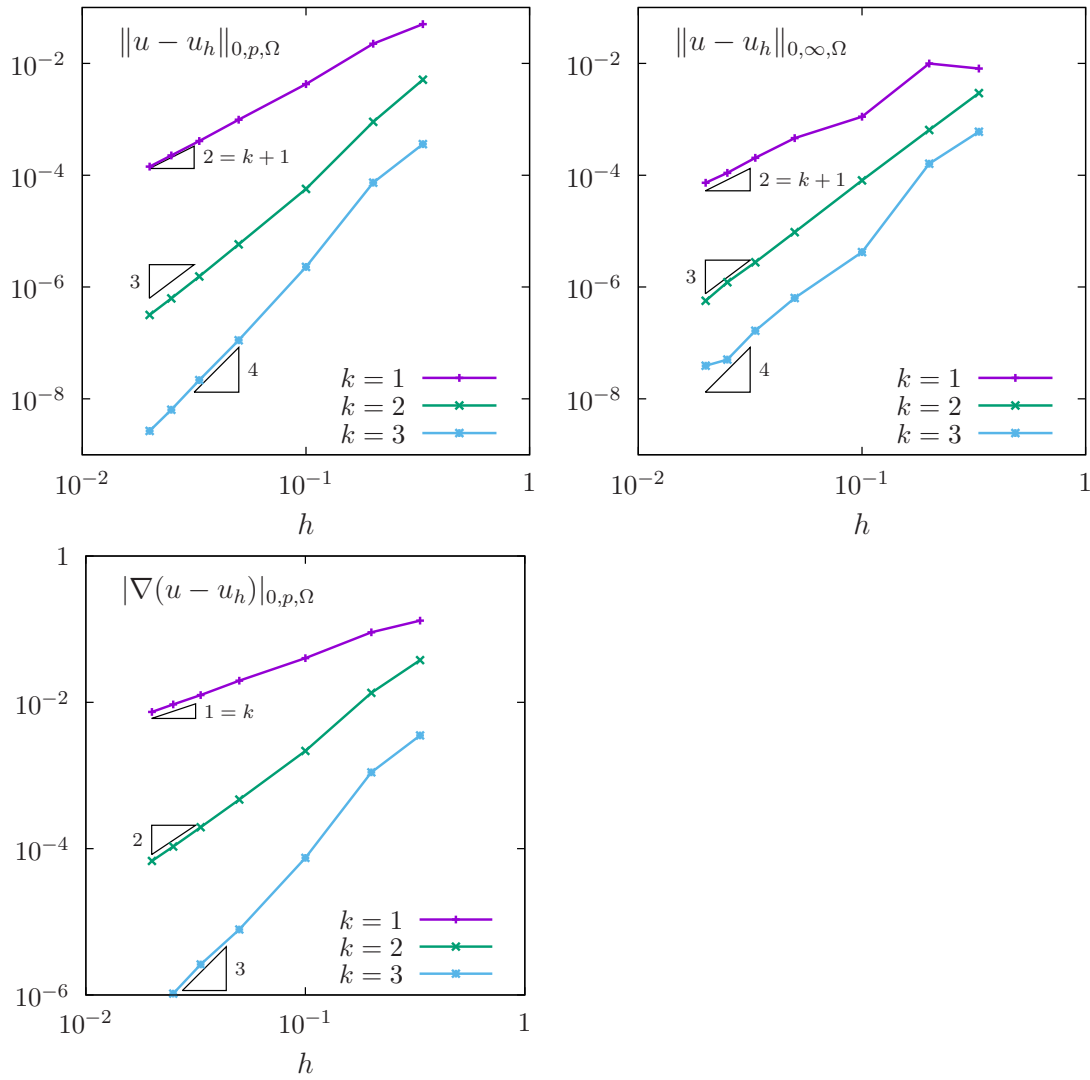 ‖u − u_h‖_{0,p,Ω}
10^{−2}
10^{−4}
10^{−6}
10^{−8}
2 = k + 1
3
4
k = 1
k = 2
k = 3
10^{−2} 10^{−1} 1
h
‖u − u_h‖_{0,∞,Ω}
10^{−2}
10^{−4}
10^{−6}
10^{−8}
2 = k + 1
3
4
k = 1
k = 2
k = 3
10^{−2} 10^{−1} 1
h
|∇(u − u_h)|_{0,p,Ω}
1
10^{−2}
10^{−4}
10^{−6}
1 = k
2
3
k = 1
k = 2
k = 3
10^{−2} 10^{−1} 1
h